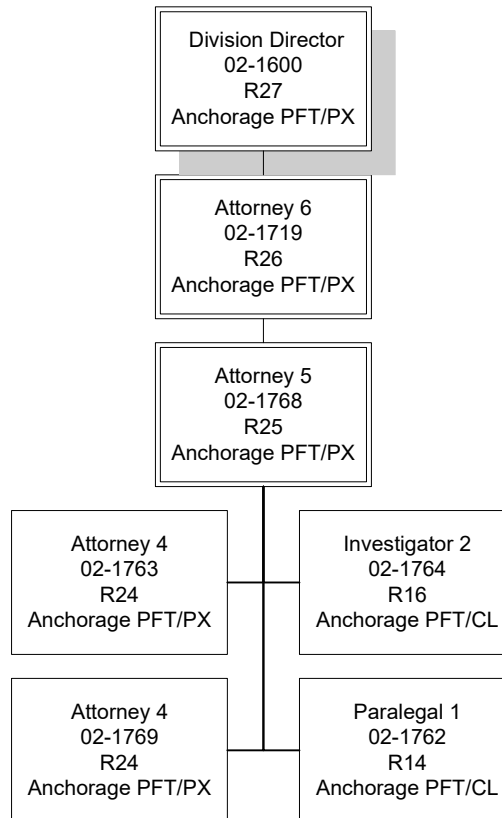 Division Director
02-1600
R27
Anchorage PFT/PX
Attorney 6
02-1719
R26
Anchorage PFT/PX
Attorney 5
02-1768
R25
Anchorage PFT/PX
Attorney 4
02-1763
R24
Anchorage PFT/PX
Investigator 2
02-1764
R16
Anchorage PFT/CL
Attorney 4
02-1769
R24
Anchorage PFT/PX
Paralegal 1
02-1762
R14
Anchorage PFT/CL